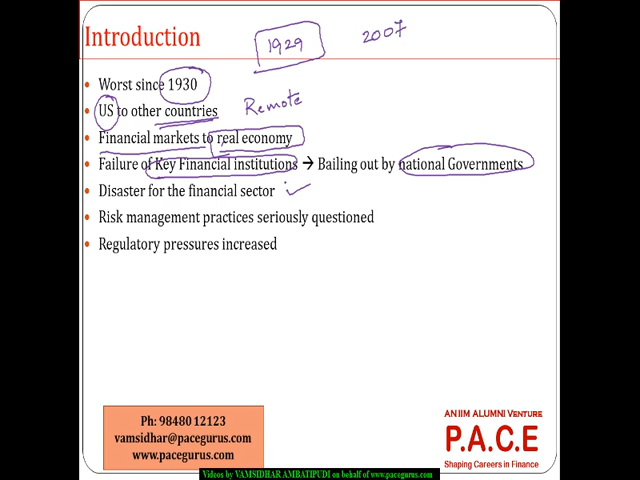 Introduction
1929
2007
• Worst since 1930
• US to other countries
Remote
• Financial markets to real economy
• Failure of Key Financial institutions → Bailing out by national Governments
• Disaster for the financial sector
• Risk management practices seriously questioned
• Regulatory pressures increased
Ph: 98480 12123
vamsidhar@pacegurus.com
www.pacegurus.com
AN IIM ALUMNI VENTURE
P.A.C.E
Shaping Careers in Finance
Videos by VAMSIDHAR AMBATIPUDI on behalf of www.pacegurus.com